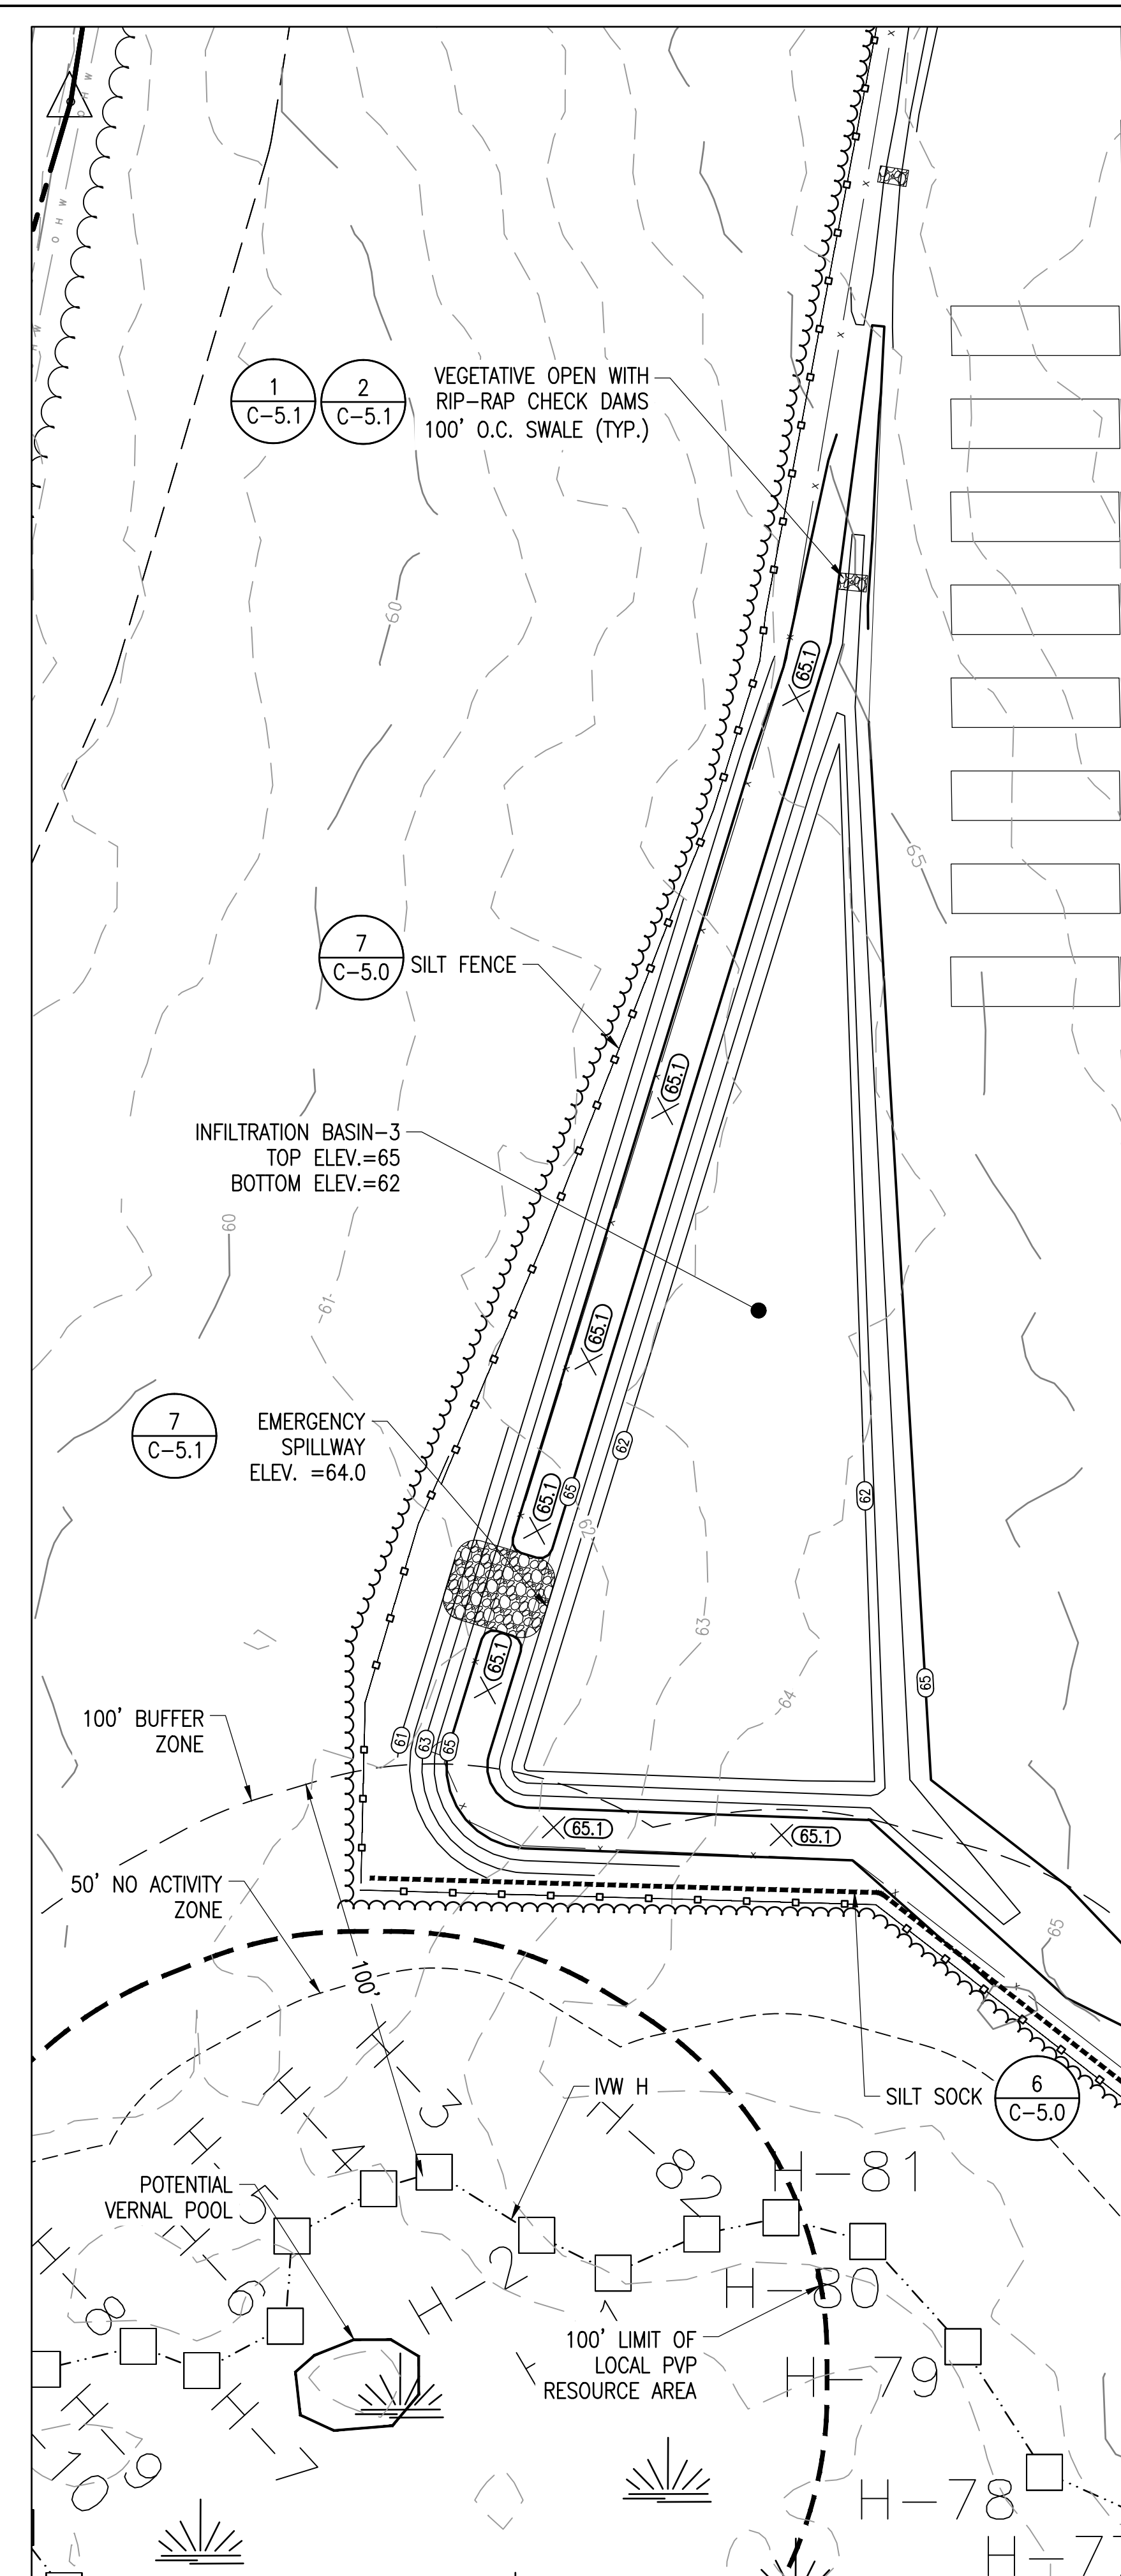 W
H
O
W
H
O
W
1
C-5.1
2
C-5.1
VEGETATIVE OPEN WITH
RIP-RAP CHECK DAMS
100' O.C. SWALE (TYP.)
60
65.1
65
7
C-5.0
SILT FENCE
65.1
INFILTRATION BASIN-3
TOP ELEV.=65
BOTTOM ELEV.=62
60
61
65.1
7
C-5.1
EMERGENCY
SPILLWAY
ELEV. =64.0
62
65.1
65
62
62
63
65.1
64
65
100' BUFFER
ZONE
61
63
65
65.1
65.1
50' NO ACTIVITY
ZONE
65
100'
H-3
IVW H
SILT SOCK
6
C-5.0
H-4
H-82
H-81
H-5
POTENTIAL
VERNAL POOL
H-6
H-8
H-2
H-80
H-1
100' LIMIT OF
LOCAL PVP
RESOURCE AREA
H-79
H-7
H-9
10
H-78
H-77